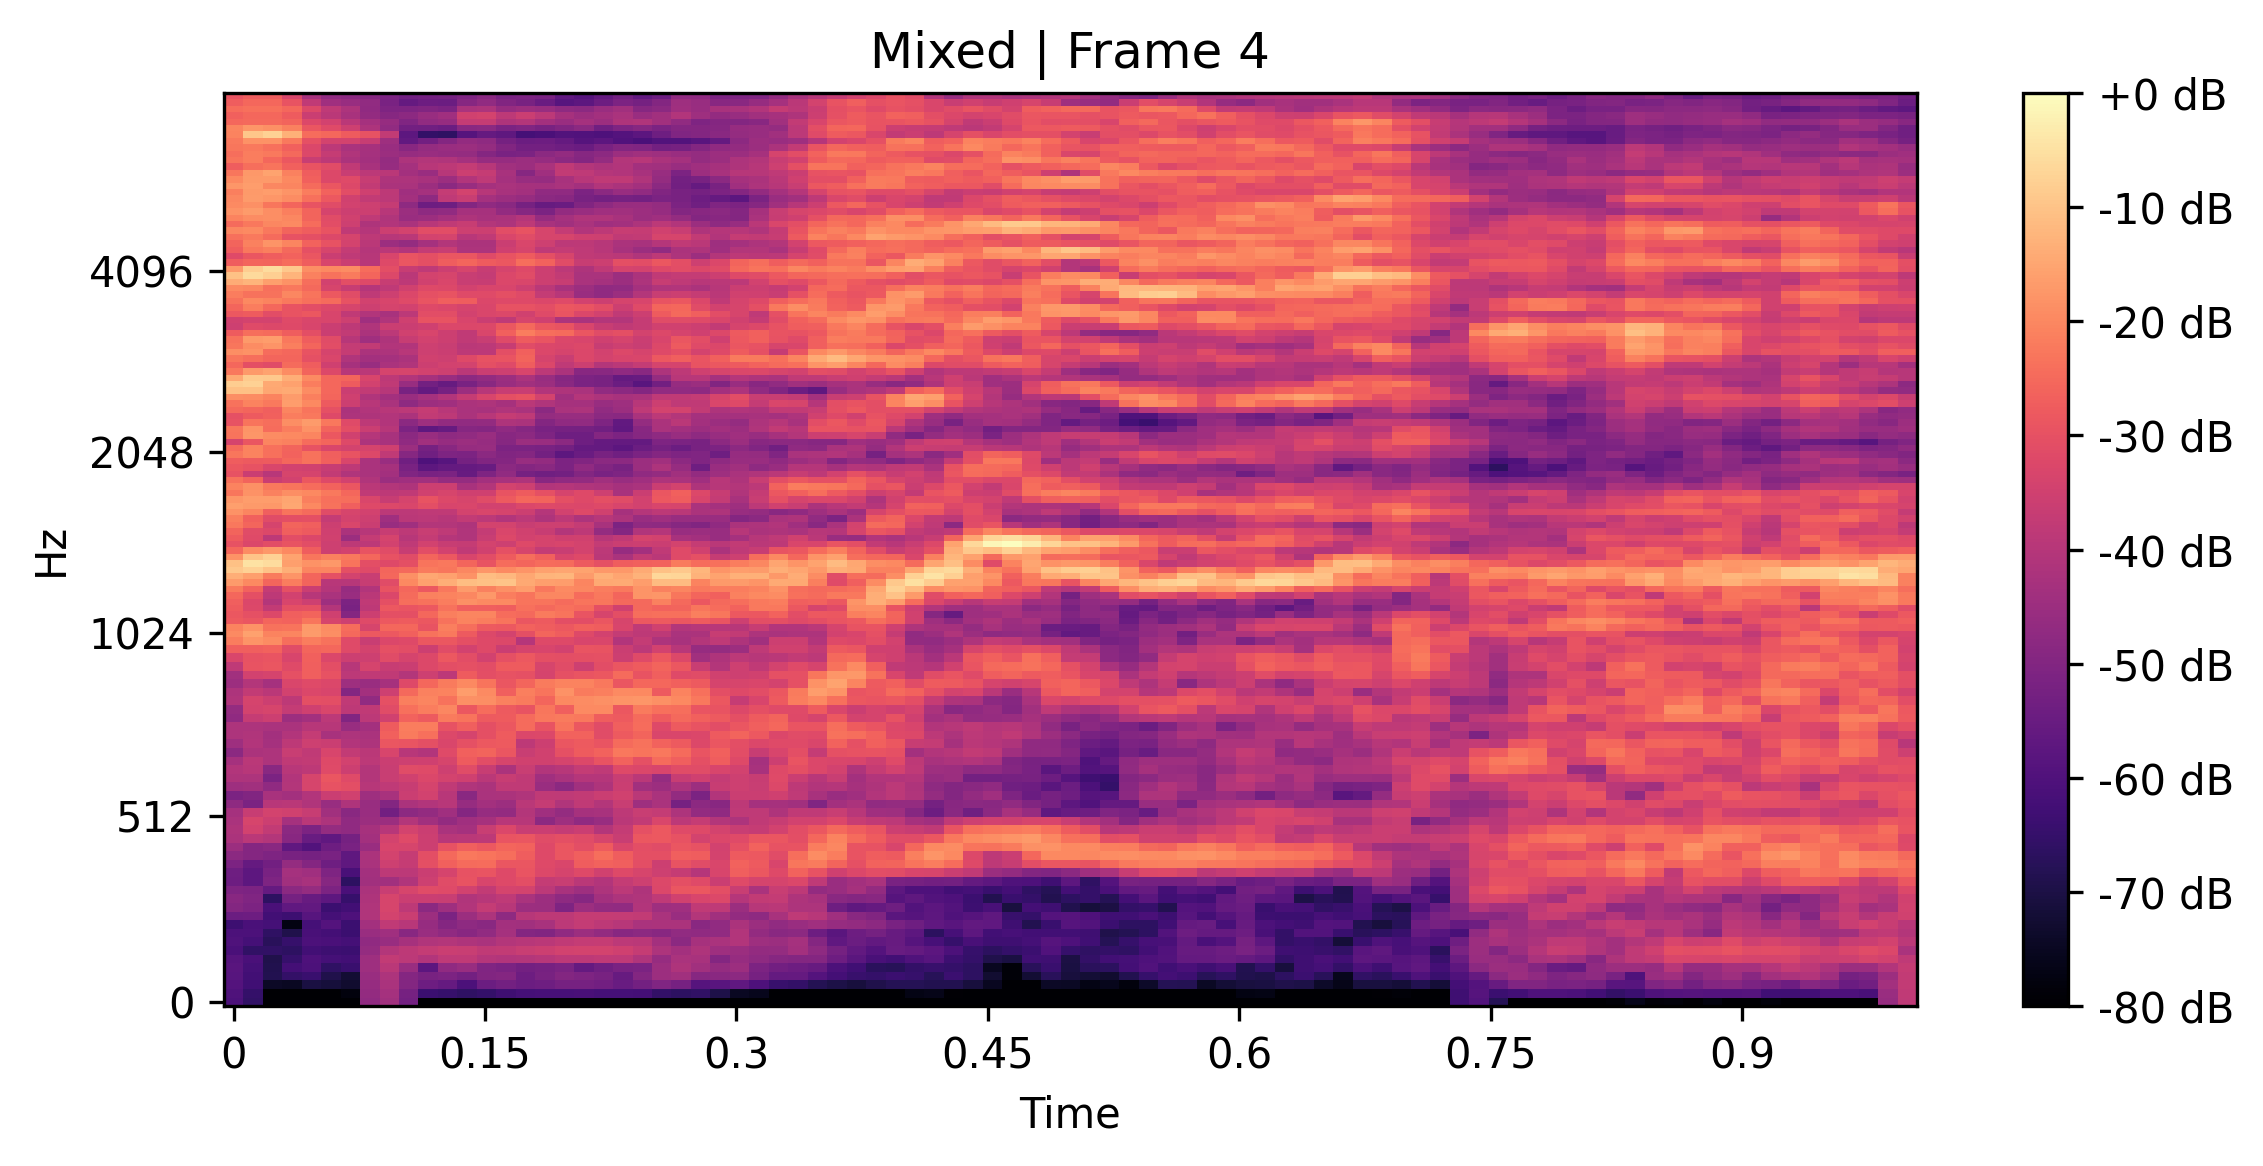 Mixed | Frame 4
Hz
4096
2048
1024
512
0
0 0.15 0.3 0.45 0.6 0.75 0.9
Time
+0 dB
-10 dB
-20 dB
-30 dB
-40 dB
-50 dB
-60 dB
-70 dB
-80 dB